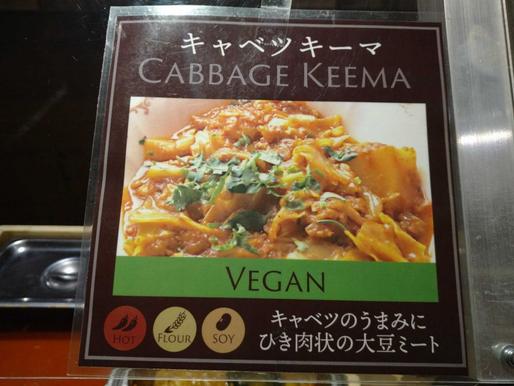 キャベツキーマ
CABBAGE KEEMA
VEGAN
HOT FLOUR SOY
キャベツのうまみに
ひき肉状の大豆ミート